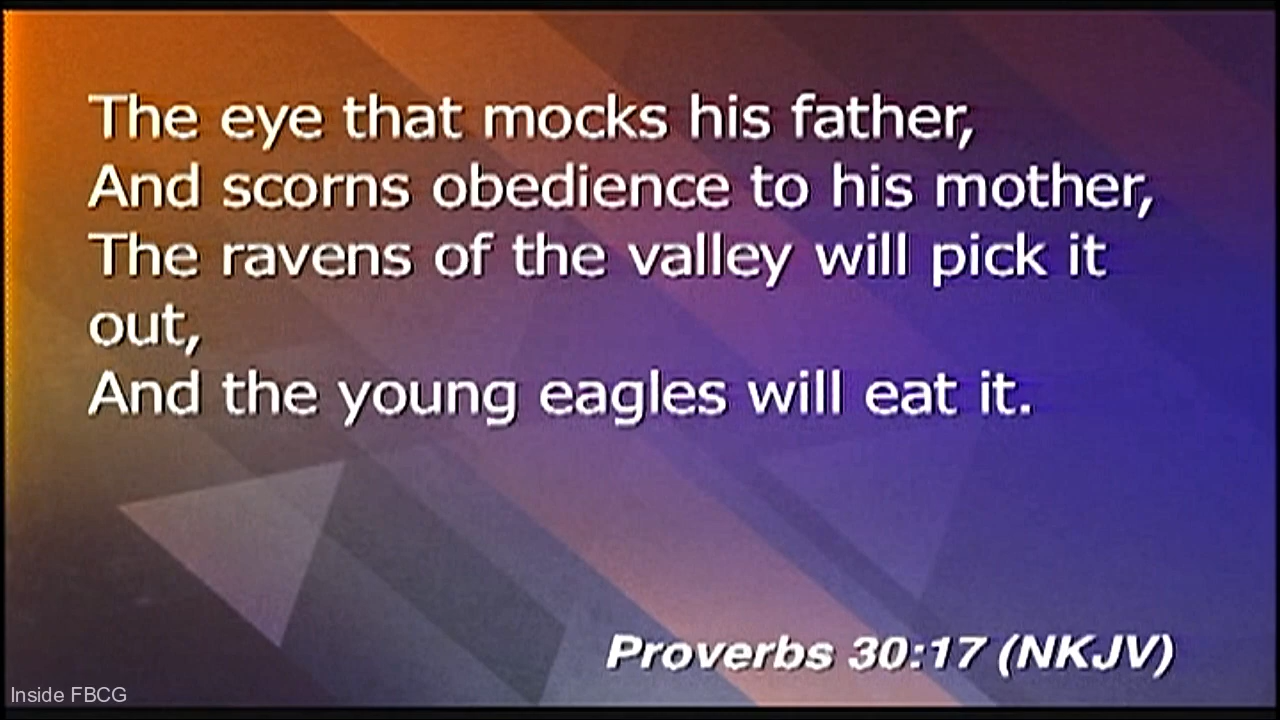 The eye that mocks his father,
And scorns obedience to his mother,
The ravens of the valley will pick it
out,
And the young eagles will eat it.
Proverbs 30:17 (NKJV)
Inside FBCG